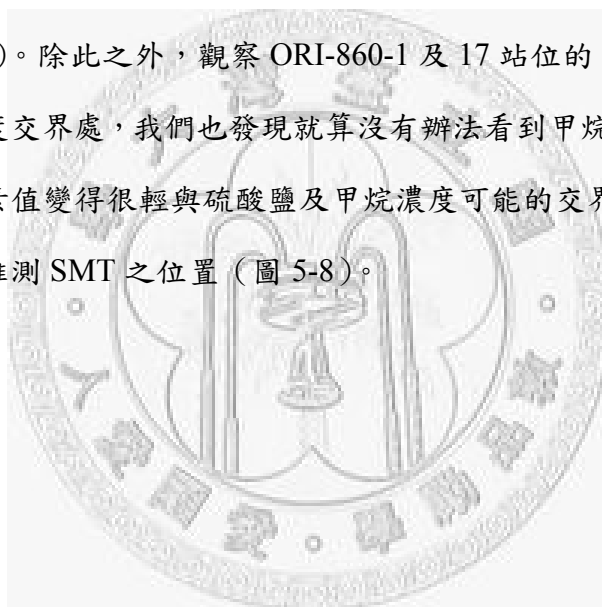 )。除此之外，觀察 ORI-860-1 及 17 站位的
度交界處，我們也發現就算沒有辦法看到甲烷
素值變得很輕與硫酸鹽及甲烷濃度可能的交界
推測 SMT 之位置（圖 5-8）。